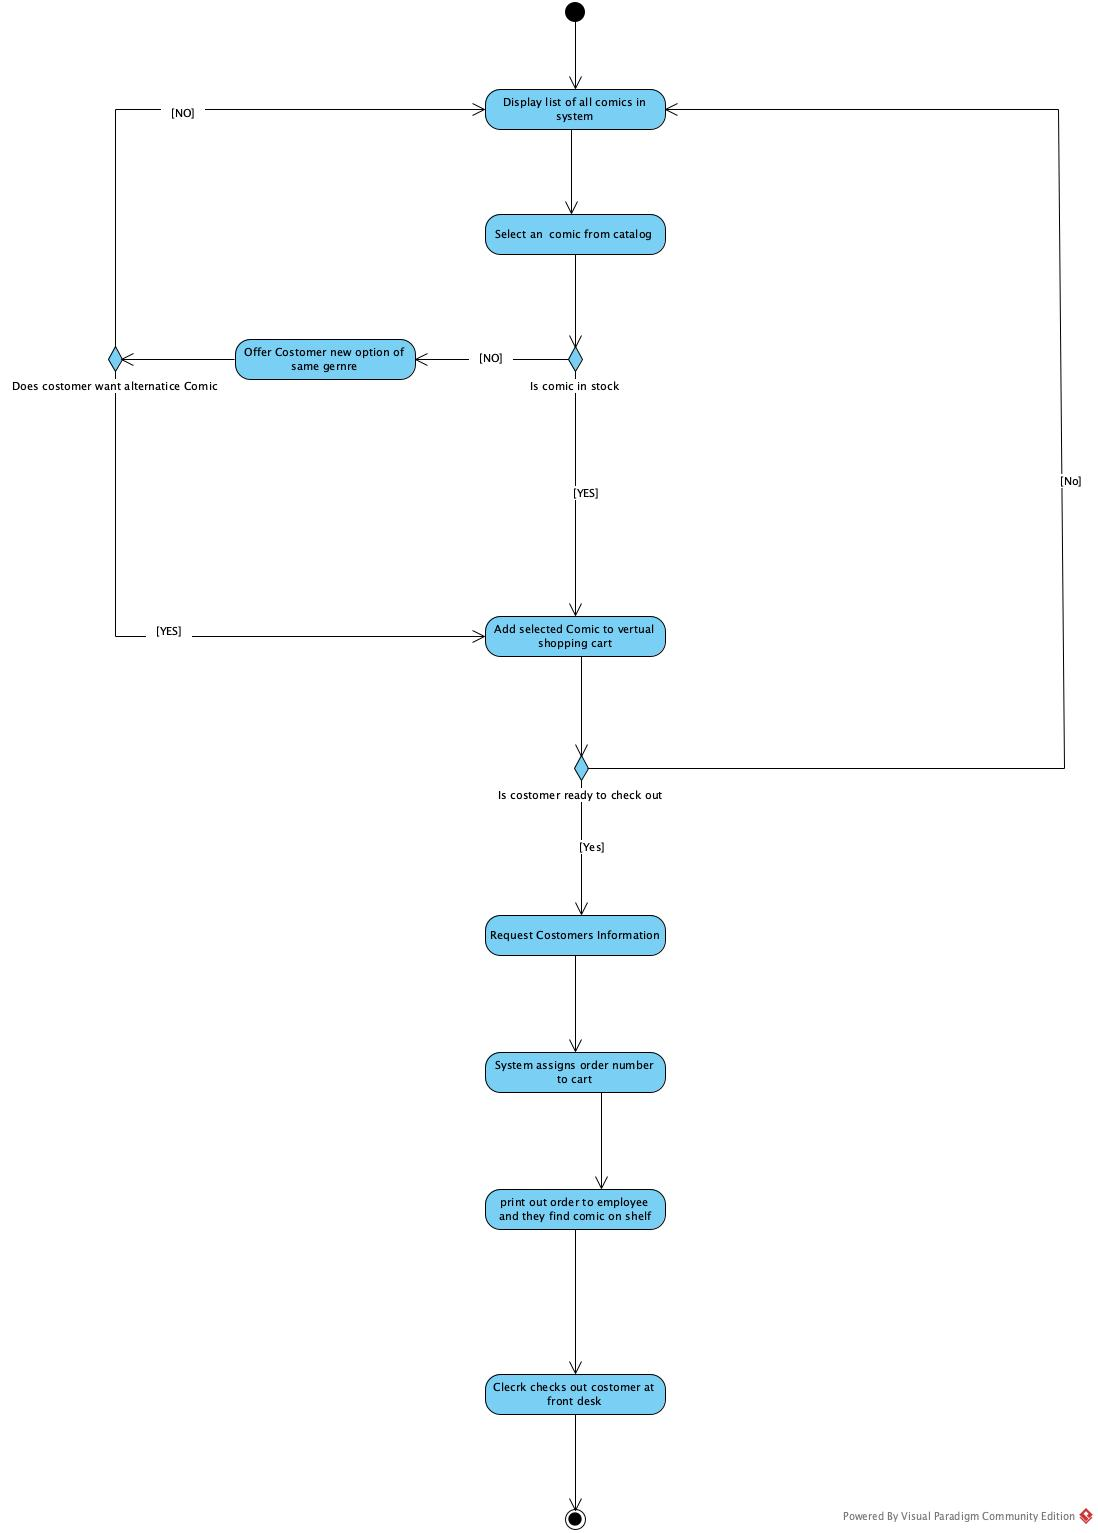 Display list of all comics in
system
[NO]
Select an  comic from catalog
Offer Costomer new option of
same gernre
[NO]
Does costomer want alternatice Comic
Is comic in stock
[No]
[YES]
[YES]
Add selected Comic to vertual
shopping cart
Is costomer ready to check out
[Yes]
Request Costomers Information
System assigns order number
to cart
print out order to employee
and they find comic on shelf
Clecrk checks out costomer at
front desk
Powered By Visual Paradigm Community Edition